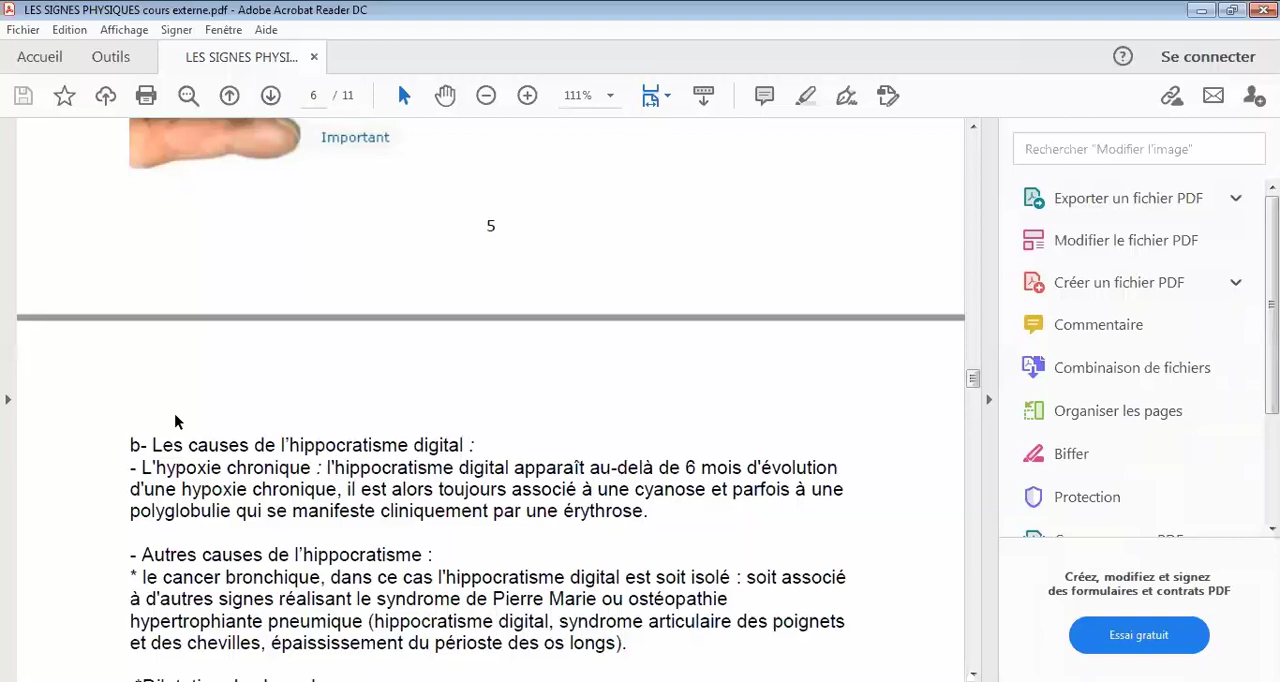 LES SIGNES PHYSIQUES cours externe.pdf - Adobe Acrobat Reader DC
Fichier Edition Affichage Signer Fenêtre Aide
Accueil Outils LES SIGNES PHYSI... × Se connecter
6 / 11 111%
Important
5
b- Les causes de l'hippocratisme digital :
- L'hypoxie chronique : l'hippocratisme digital apparaît au-delà de 6 mois d'évolution
d'une hypoxie chronique, il est alors toujours associé à une cyanose et parfois à une
polyglobulie qui se manifeste cliniquement par une érythrose.
- Autres causes de l'hippocratisme :
* le cancer bronchique, dans ce cas l'hippocratisme digital est soit isolé : soit associé
à d'autres signes réalisant le syndrome de Pierre Marie ou ostéopathie
hypertrophiante pneumique (hippocratisme digital, syndrome articulaire des poignets
et des chevilles, épaississement du périoste des os longs).
Rechercher "Modifier l'image"
Exporter un fichier PDF
Modifier le fichier PDF
Créer un fichier PDF
Commentaire
Combinaison de fichiers
Organiser les pages
Biffer
Protection
Créez, modifiez et signez
des formulaires et contrats PDF
Essai gratuit